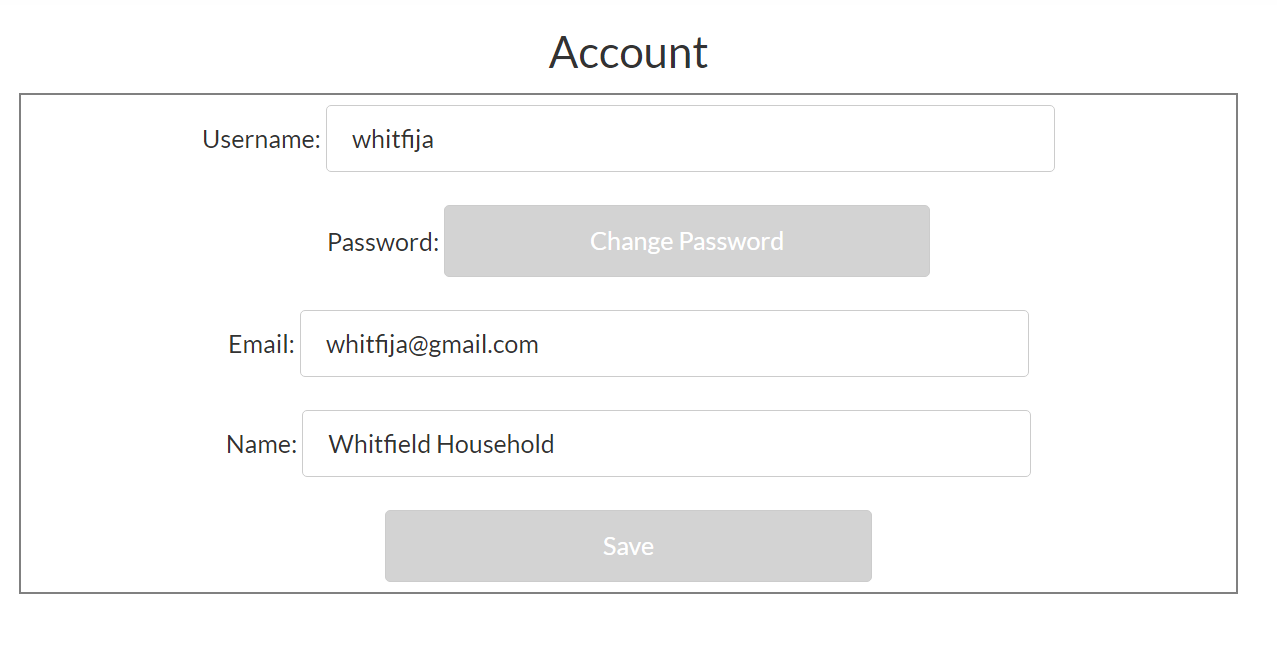 Account
Username: whitfija
Password: Change Password
Email: whitfija@gmail.com
Name: Whitfield Household
Save